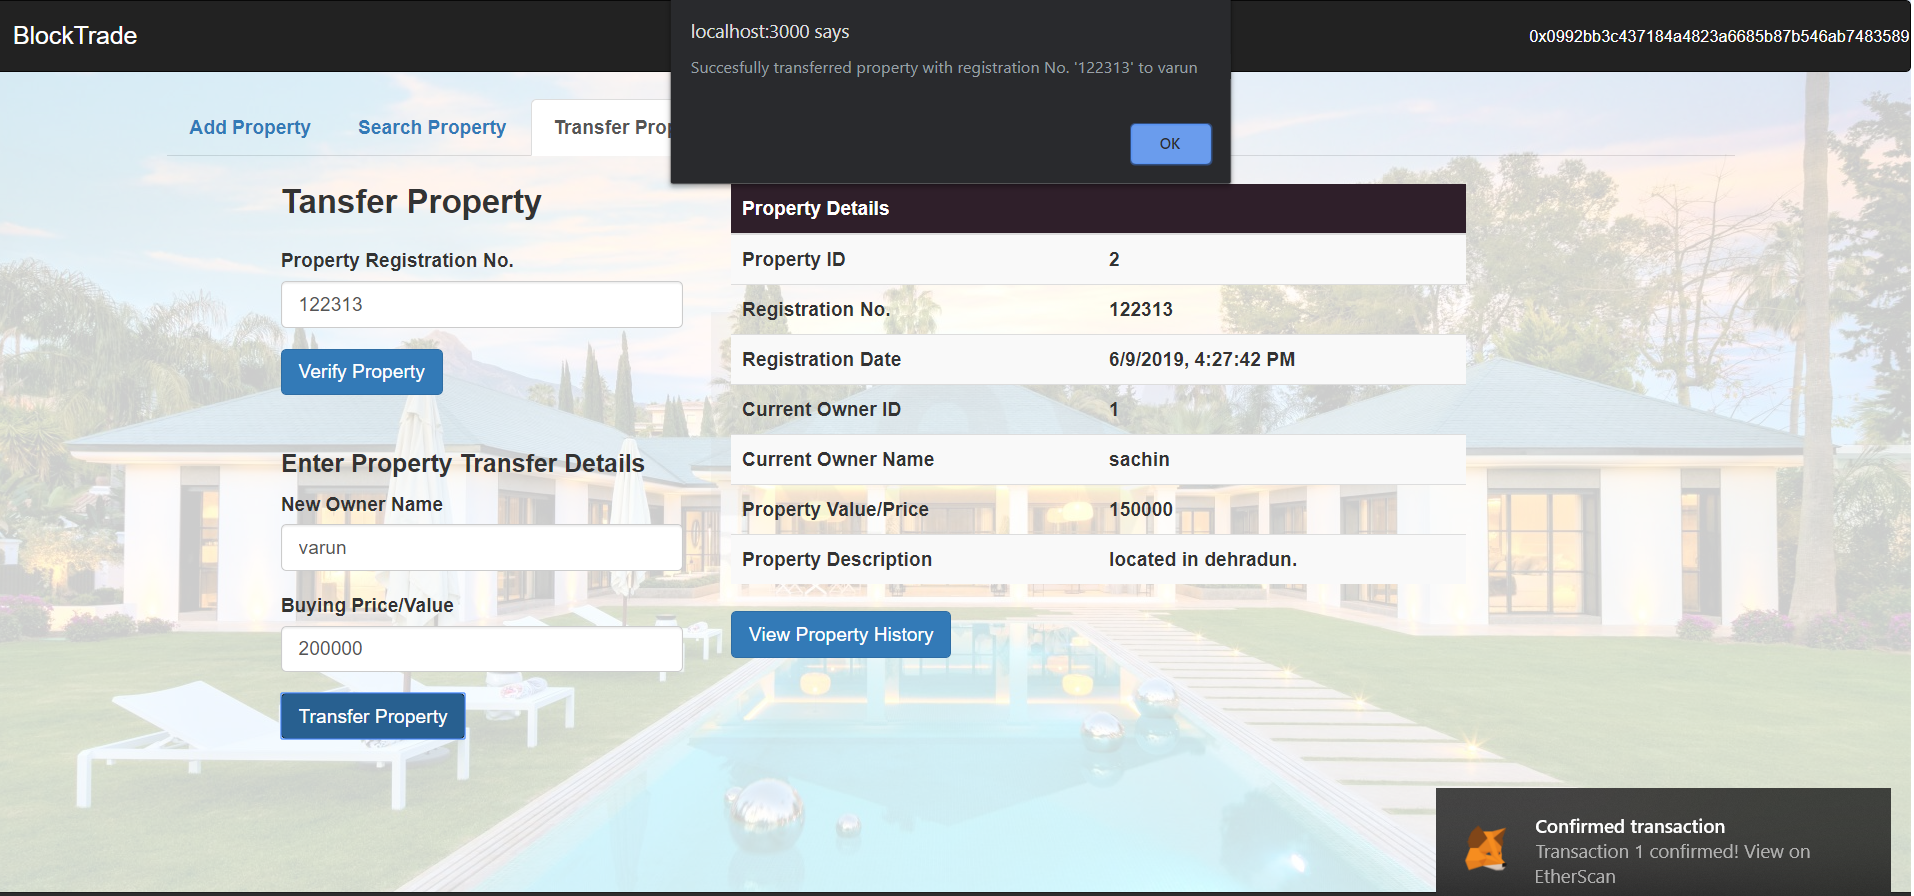 BlockTrade
0x0992bb3c437184a4823a6685b87b546ab7483589
localhost:3000 says
Succesfully transferred property with registration No. '122313' to varun
OK
Add Property
Search Property
Transfer Prop
Tansfer Property
Property Registration No.
122313
Verify Property
Enter Property Transfer Details
New Owner Name
varun
Buying Price/Value
200000
Transfer Property
Property Details
Property ID 2
Registration No. 122313
Registration Date 6/9/2019, 4:27:42 PM
Current Owner ID 1
Current Owner Name sachin
Property Value/Price 150000
Property Description located in dehradun.
View Property History
Confirmed transaction
Transaction 1 confirmed! View on
EtherScan